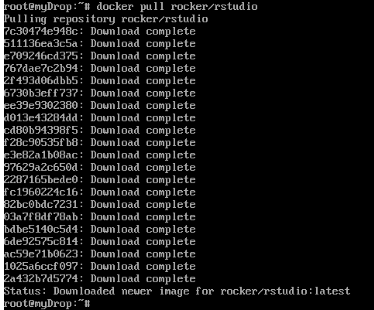 root@myDrop:~# docker pull rocker/rstudio
Pulling repository rocker/rstudio
7c30474e948c: Download complete
511136ea3c5a: Download complete
e709246cd375: Download complete
767dae7c2b94: Download complete
2f493d06dbb5: Download complete
6730b3eff737: Download complete
ee39e9302380: Download complete
d013e43284dd: Download complete
cd80b94398f5: Download complete
f28c90535fb8: Download complete
e3e82a1b08ac: Download complete
97629a2c650d: Download complete
2287165bede0: Download complete
fc1960224c16: Download complete
82bc0bdc7231: Download complete
03a7f8df78ab: Download complete
bdbe5140c5d4: Download complete
6de92575c814: Download complete
ac59e71b0623: Download complete
1025a6ccf097: Download complete
2a432b7d5774: Download complete
Status: Downloaded newer image for rocker/rstudio:latest
root@myDrop:~#